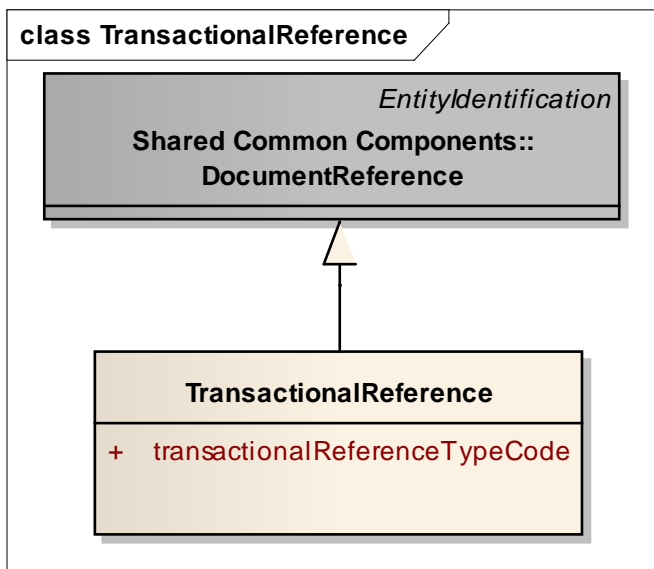 class TransactionalReference
EntityIdentification
Shared Common Components::
DocumentReference
TransactionalReference
+ transactionalReferenceTypeCode